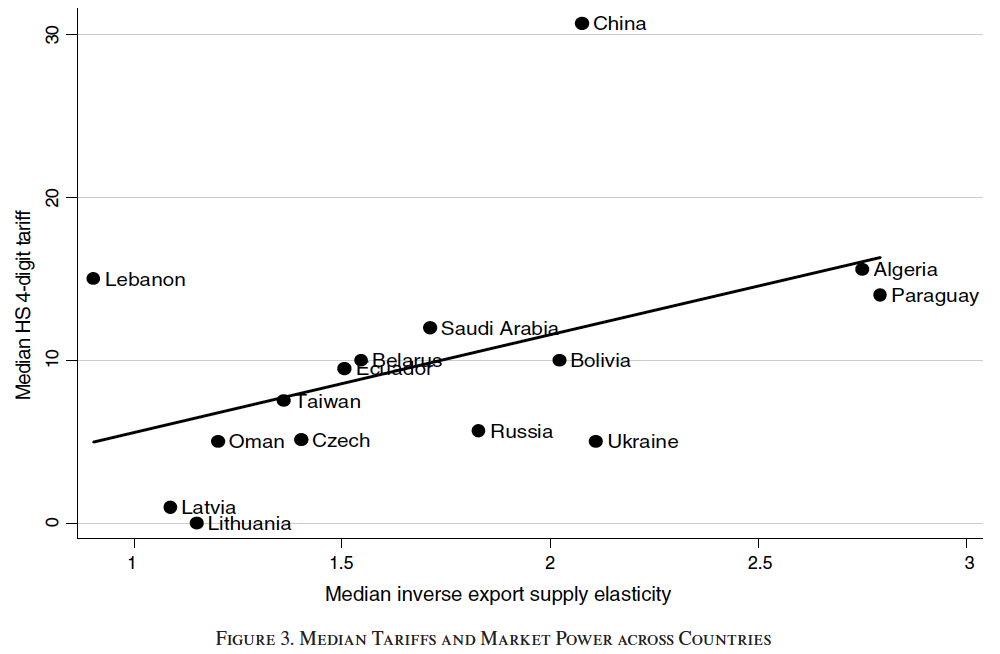 30
China
20
Median HS 4-digit tariff
Lebanon
Algeria
Paraguay
Saudi Arabia
10
Belarus
Bolivia
Ecuador
Taiwan
Oman
Czech
Russia
Ukraine
Latvia
0
Lithuania
1 1.5 2 2.5 3
Median inverse export supply elasticity
Figure 3. Median Tariffs and Market Power across Countries